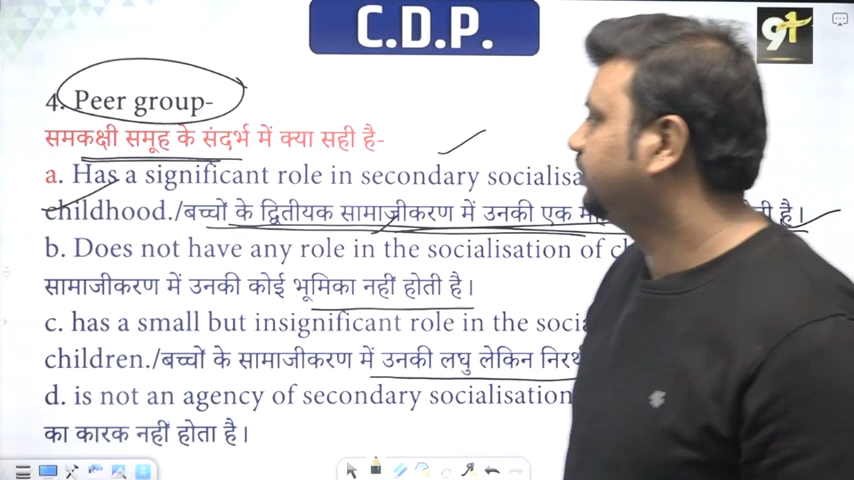 C.D.P.
9+
4. Peer group-
समकक्षी समूह के संदर्भ में क्या सही है-
a. Has a significant role in secondary
childhood./बच्चों के द्वितीयक सामाजीकरण में उनकी एक है।
b. Does not have any role in the socialisation of
सामाजीकरण में उनकी कोई भूमिका नहीं होती है।
c. has a small but insignificant role in the
children./बच्चों के सामाजीकरण में उनकी लघु लेकिन
d. is not an agency of secondary socialisation
का कारक नहीं होता है।